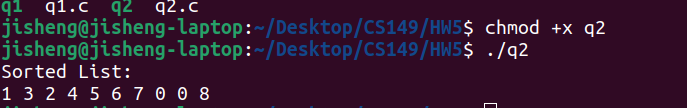 q1 q1.c q2 q2.c
jisheng@jisheng-laptop:~/Desktop/CS149/HW5$ chmod +x q2
jisheng@jisheng-laptop:~/Desktop/CS149/HW5$ ./q2
Sorted List:
1 3 2 4 5 6 7 0 0 8